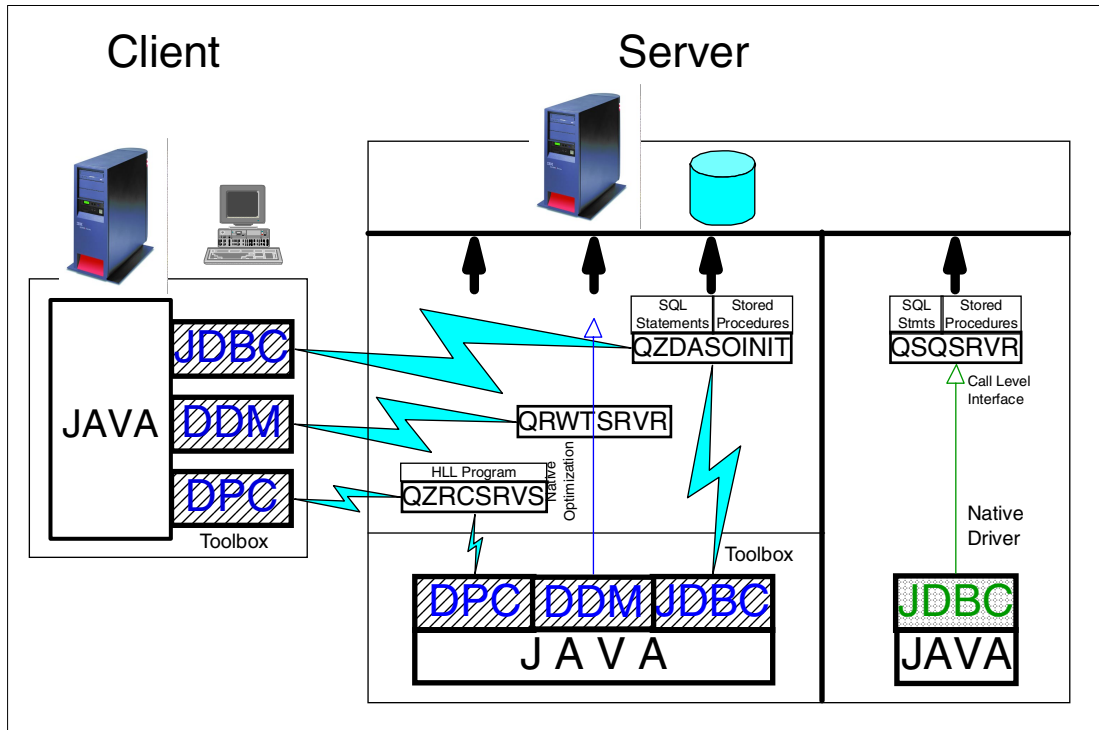 Client
Server
SQL
Statements
Stored
Procedures
QZDASOINIT
SQL
Stmts
Stored
Procedures
QSQSRVR
Call Level
Interface
JAVA
JDBC
DDM
DPC
Toolbox
QRWTSRVR
HLL Program
QZRCSRVS
Native
Optimization
Toolbox
DPC
DDM
JDBC
J A V A
Native
Driver
JDBC
JAVA